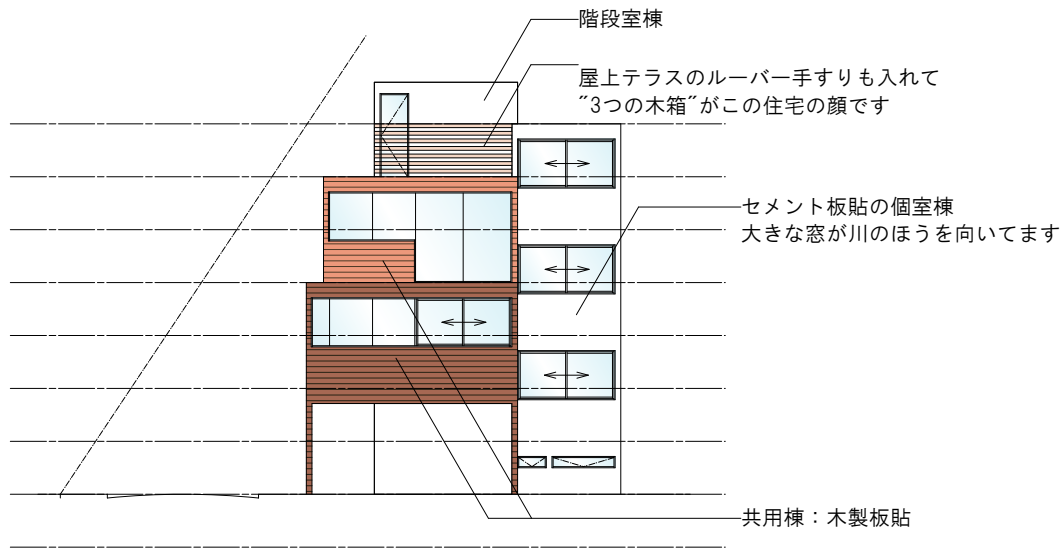 階段室棟
屋上テラスのルーバー手すりも入れて
"3つの木箱"がこの住宅の顔です
セメント板貼の個室棟
大きな窓が川のほうを向いてます
共用棟：木製板貼